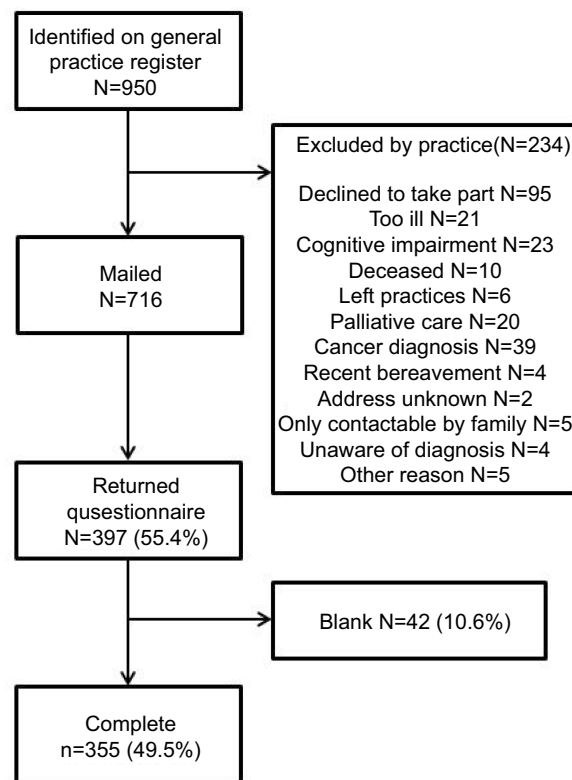 Identified on general
practice register
N=950
Excluded by practice(N=234)
Declined to take part N=95
Too ill N=21
Cognitive impairment N=23
Deceased N=10
Left practices N=6
Palliative care N=20
Cancer diagnosis N=39
Recent bereavement N=4
Address unknown N=2
Only contactable by family N=5
Unaware of diagnosis N=4
Other reason N=5
Mailed
N=716
Returned
qusestionnaire
N=397 (55.4%)
Blank N=42 (10.6%)
Complete
n=355 (49.5%)